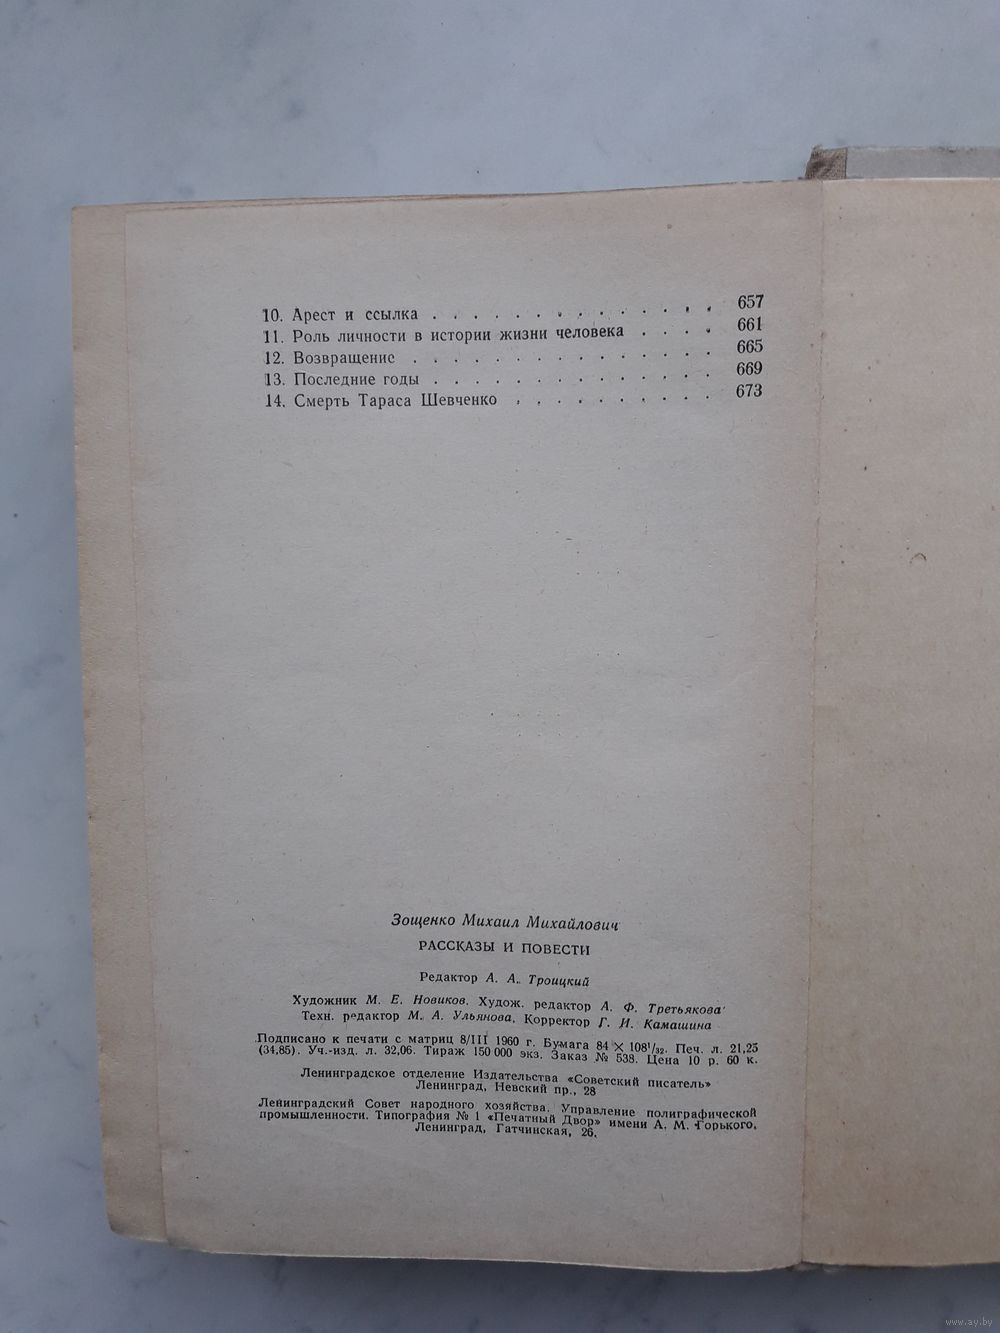 10. Арест и ссылка . . . . . . . . . . . . . . 657
11. Роль личности в истории жизни человека . . . . 661
12. Возвращение . . . . . . . . . . . . . . . 665
13. Последние годы . . . . . . . . . . . . . . 669
14. Смерть Тараса Шевченко . . . . . . . . . . 673
Зощенко Михаил Михайлович
РАССКАЗЫ И ПОВЕСТИ
Редактор А. А. Троицкий
Художник М. Е. Новиков. Худож. редактор А. Ф. Третьякова
Техн. редактор М. А. Ульянова. Корректор Г. И. Камашина
Подписано к печати с матриц 8/III 1960 г. Бумага 84 × 108¹/₃₂. Печ. л. 21,25
(34,85). Уч.-изд. л. 32,06. Тираж 150 000 экз. Заказ № 538. Цена 10 р. 60 к.
Ленинградское отделение Издательства «Советский писатель»
Ленинград, Невский пр., 28
Ленинградский Совет народного хозяйства. Управление полиграфической
промышленности. Типография № 1 «Печатный Двор» имени А. М. Горького.
Ленинград, Гатчинская, 26.
www.ay.by